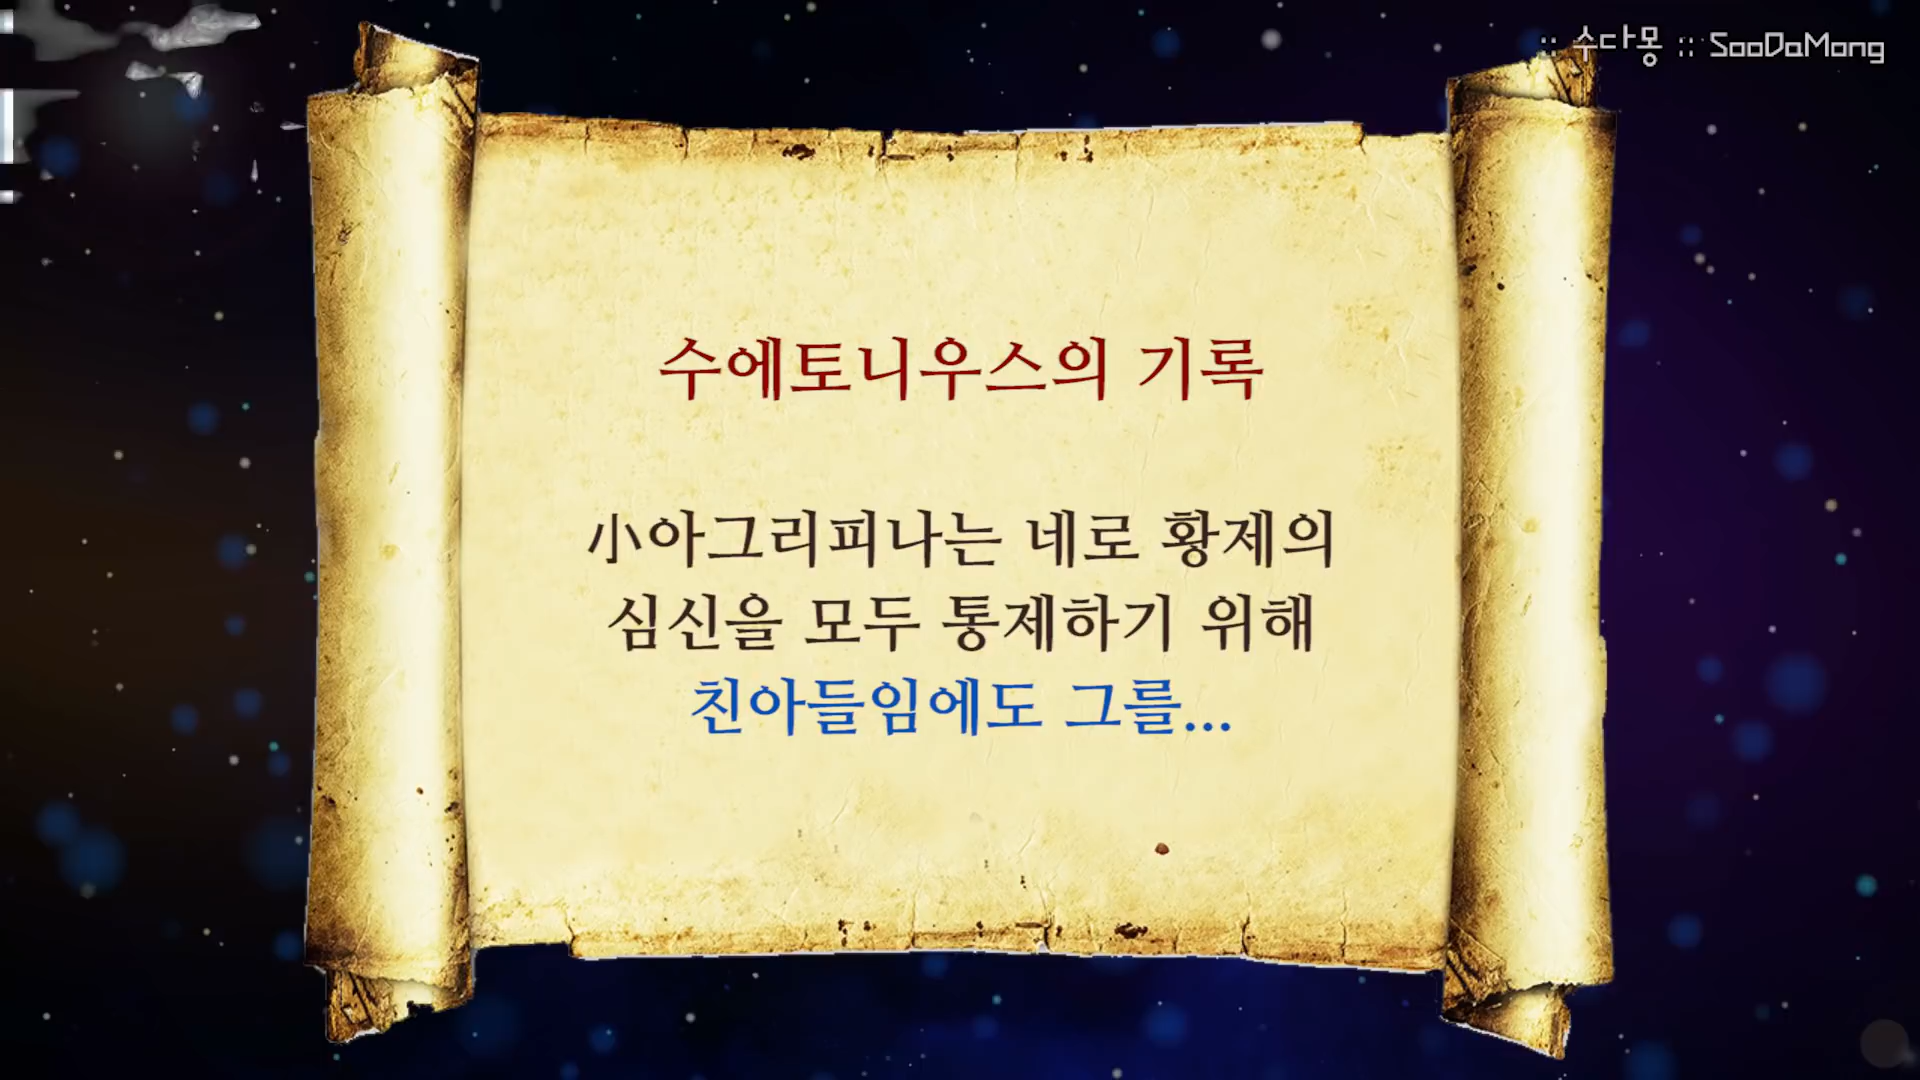 :: 수다몽 :: SooDaMong
수에토니우스의 기록
小아그리피나는 네로 황제의
심신을 모두 통제하기 위해
친아들임에도 그를...